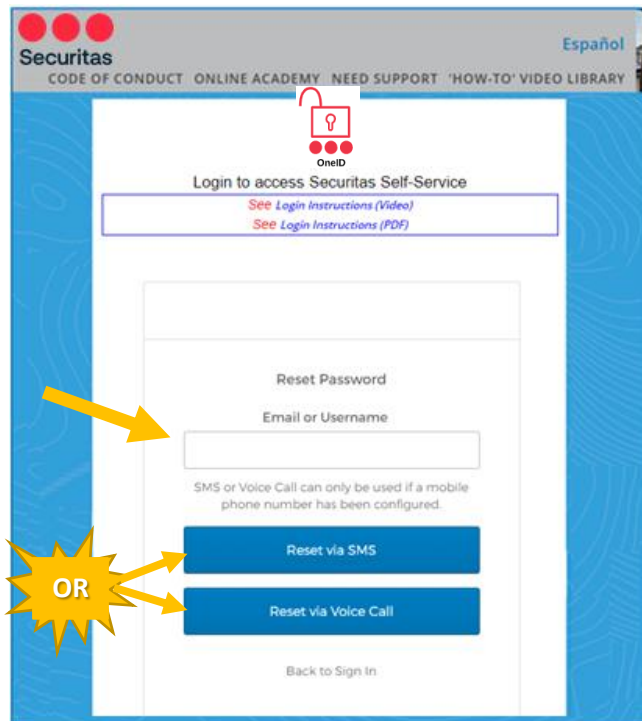 Securitas
Español
CODE OF CONDUCT ONLINE ACADEMY NEED SUPPORT 'HOW-TO' VIDEO LIBRARY
OneID
Login to access Securitas Self-Service
See Login Instructions (Video)
See Login Instructions (PDF)
Reset Password
Email or Username
SMS or Voice Call can only be used if a mobile
phone number has been configured.
Reset via SMS
OR
Reset via Voice Call
Back to Sign In